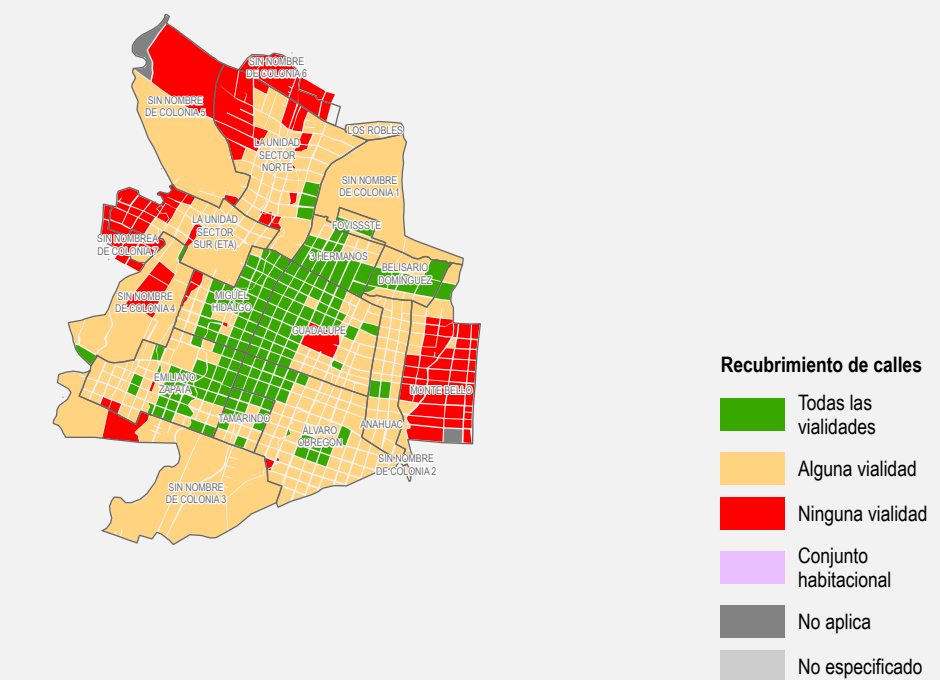 SIN NOMBRE
DE COLONIA 6
SIN NOMBRE
DE COLONIA 5
LOS ROBLES
LA UNIDAD
SECTOR
NORTE
SIN NOMBRE
DE COLONIA 1
LA UNIDAD
SECTOR
SUR (ETA)
FOVISSSTE
SIN NOMBREA
DE COLONIA 7
3 HERMANOS
BELISARIO
DOMÍNGUEZ
SIN NOMBRE
DE COLONIA 4
MIGUEL
HIDALGO
GUADALUPE
EMILIANO
ZAPATA
MONTE BELLO
TAMARINDO
ÁLVARO
OBREGÓN
ANAHUAC
SIN NOMBRE
DE COLONIA 2
SIN NOMBRE
DE COLONIA 3
Recubrimiento de calles
Todas las
vialidades
Alguna vialidad
Ninguna vialidad
Conjunto
habitacional
No aplica
No especificado